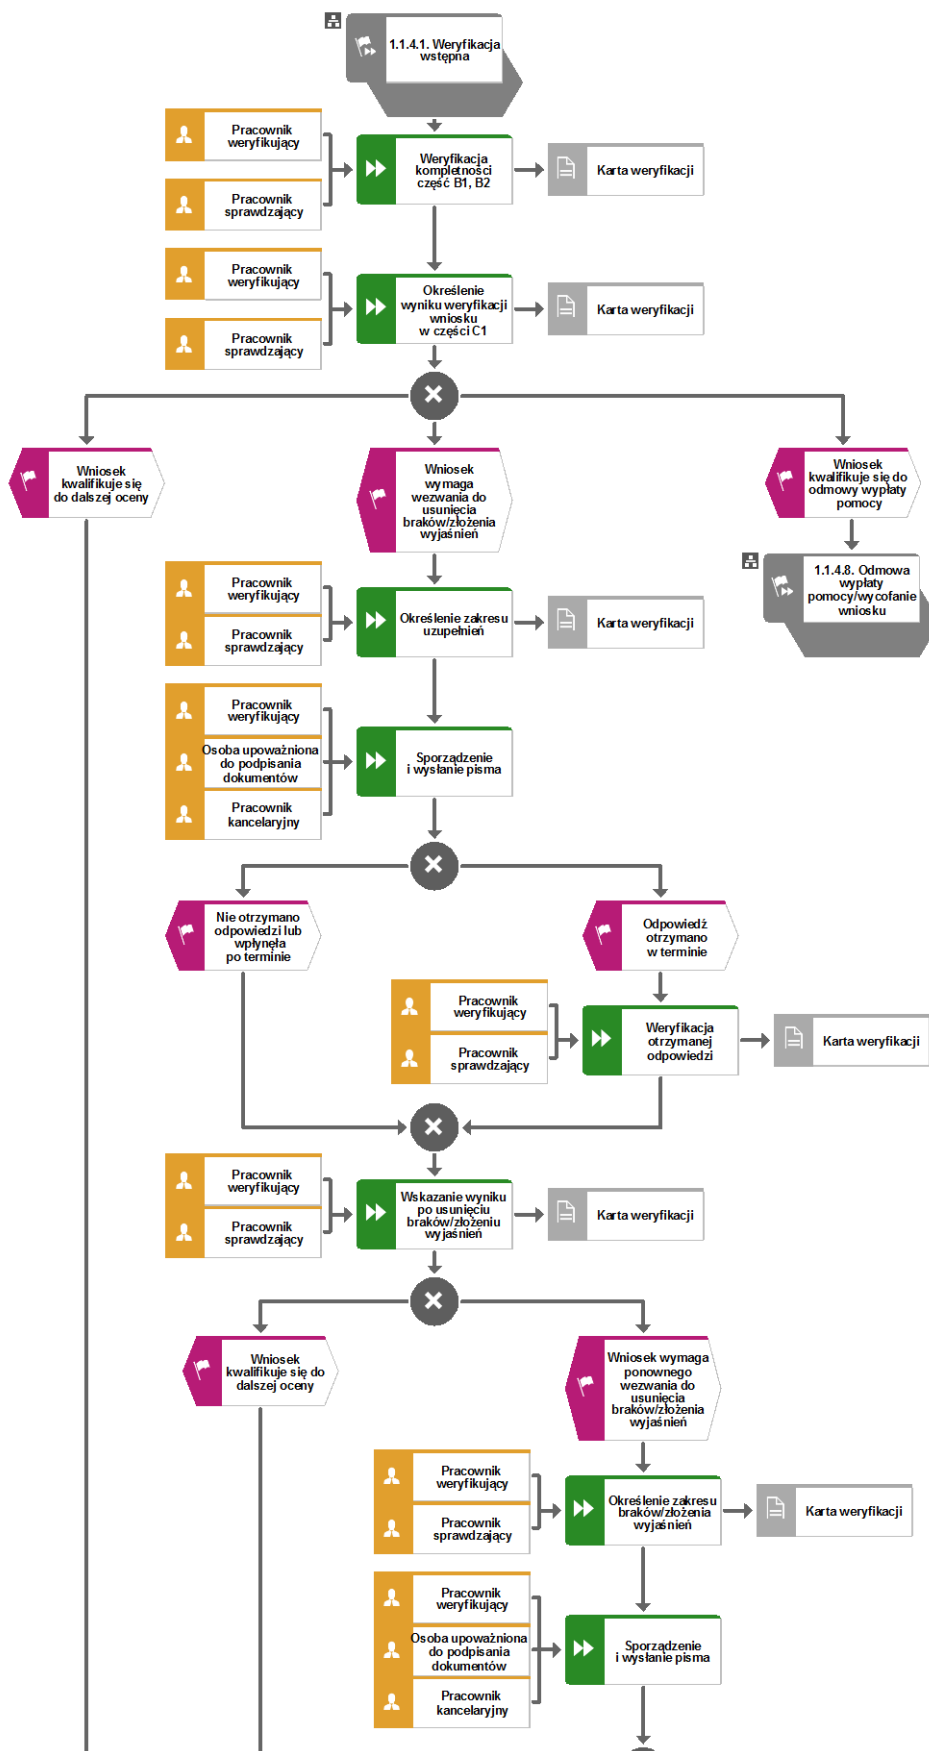 1.1.4.1. Weryfikacja
wstępna
Pracownik
weryfikujący
Pracownik
sprawdzający
Weryfikacja
kompletności
część B1, B2
Karta weryfikacji
Pracownik
weryfikujący
Pracownik
sprawdzający
Określenie
wyniku weryfikacji
wniosku
w części C1
Karta weryfikacji
Wniosek
kwalifikuje się
do dalszej oceny
Wniosek
wymaga
wezwania do
usunięcia
braków/złożenia
wyjaśnień
Wniosek
kwalifikuje się do
odmowy wypłaty
pomocy
1.1.4.8. Odmowa
wypłaty
pomocy/wycofanie
wniosku
Pracownik
weryfikujący
Pracownik
sprawdzający
Określenie zakresu
uzupełnień
Karta weryfikacji
Pracownik
weryfikujący
Osoba upoważniona
do podpisania
dokumentów
Pracownik
kancelaryjny
Sporządzenie
i wysłanie pisma
Nie otrzymano
odpowiedzi lub
wpłynęła
po terminie
Odpowiedź
otrzymano
w terminie
Pracownik
weryfikujący
Pracownik
sprawdzający
Weryfikacja
otrzymanej
odpowiedzi
Karta weryfikacji
Pracownik
weryfikujący
Pracownik
sprawdzający
Wskazanie wyniku
po usunięciu
braków/złożeniu
wyjaśnień
Karta weryfikacji
Wniosek
kwalifikuje się do
dalszej oceny
Wniosek wymaga
ponownego
wezwania do
usunięcia
braków/złożenia
wyjaśnień
Pracownik
weryfikujący
Pracownik
sprawdzający
Określenie zakresu
braków/złożenia
wyjaśnień
Karta weryfikacji
Pracownik
weryfikujący
Osoba upoważniona
do podpisania
dokumentów
Pracownik
kancelaryjny
Sporządzenie
i wysłanie pisma